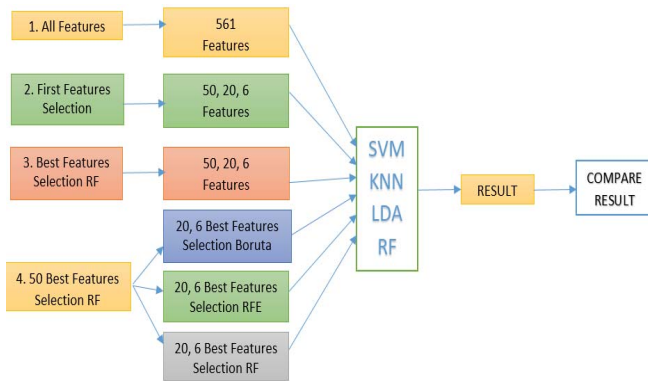 1. All Features
561
Features
2. First Features
Selection
50, 20, 6
Features
3. Best Features
Selection RF
50, 20, 6
Features
4. 50 Best Features
Selection RF
20, 6 Best Features
Selection Boruta
20, 6 Best Features
Selection RFE
20, 6 Best Features
Selection RF
SVM
KNN
LDA
RF
RESULT
COMPARE
RESULT